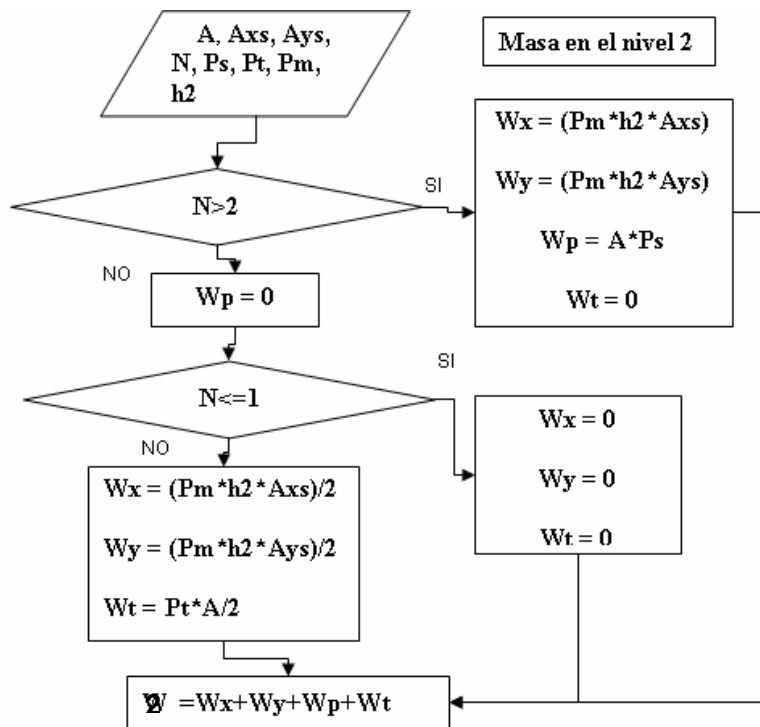 A, Axs, Ays,
N, Ps, Pt, Pm,
h2
Masa en el nivel 2
N>2
SI
Wx = (Pm*h2*Axs)
Wy = (Pm*h2*Ays)
Wp = A*Ps
Wt = 0
NO
Wp = 0
N<=1
SI
Wx = 0
Wy = 0
Wt = 0
NO
Wx = (Pm*h2*Axs)/2
Wy = (Pm*h2*Ays)/2
Wt = Pt*A/2
=Wx+Wy+Wp+Wt